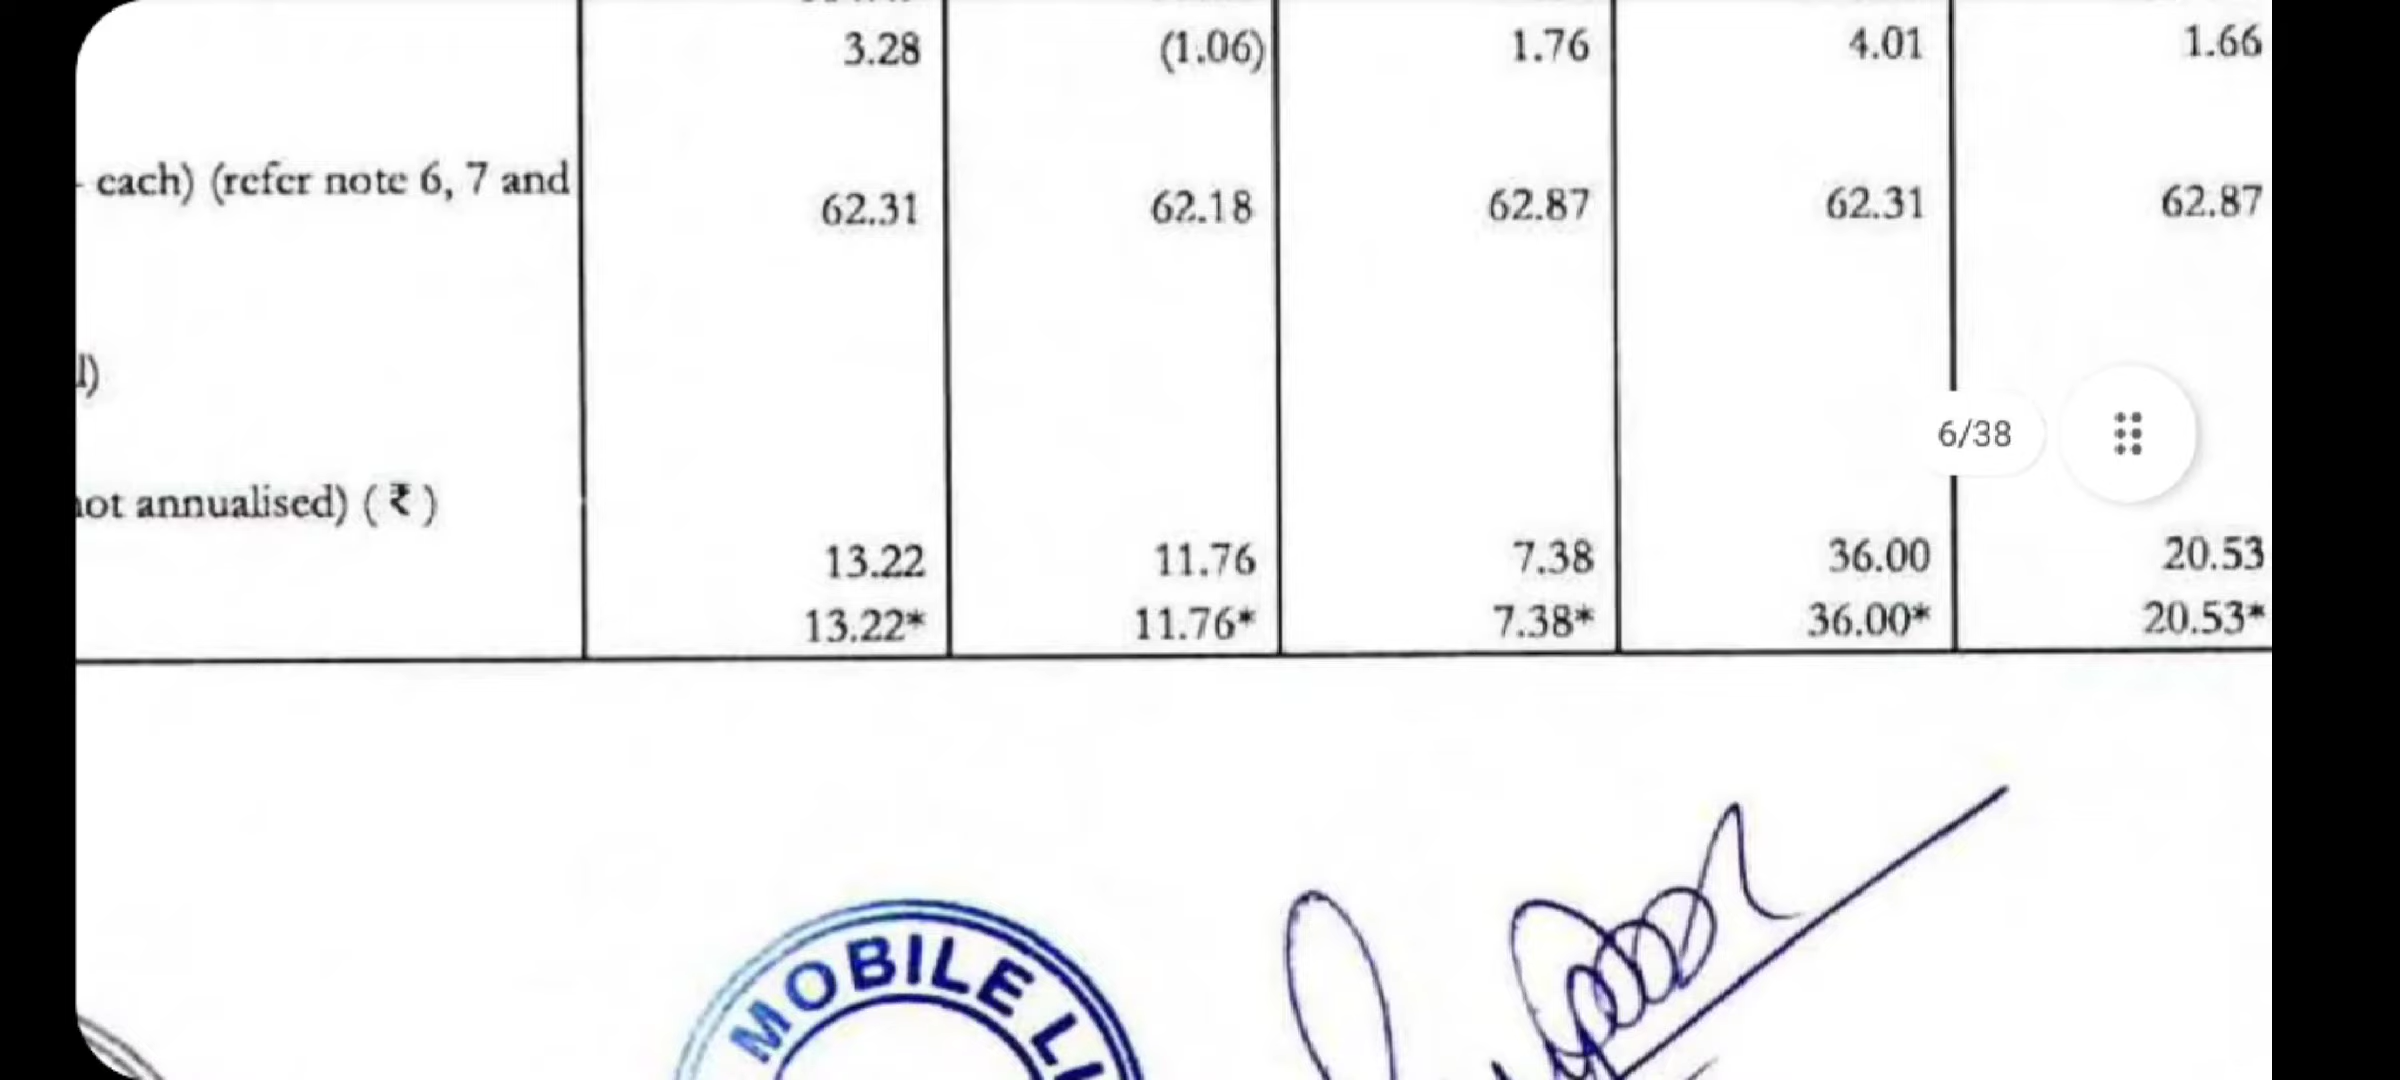 3.28 (1.06) 1.76 4.01 1.66
each) (refer note 6, 7 and
62.31 62.18 62.87 62.31 62.87
6/38
not annualised) (₹)
13.22 11.76 7.38 36.00 20.53
13.22* 11.76* 7.38* 36.00* 20.53*
MOBILE LI